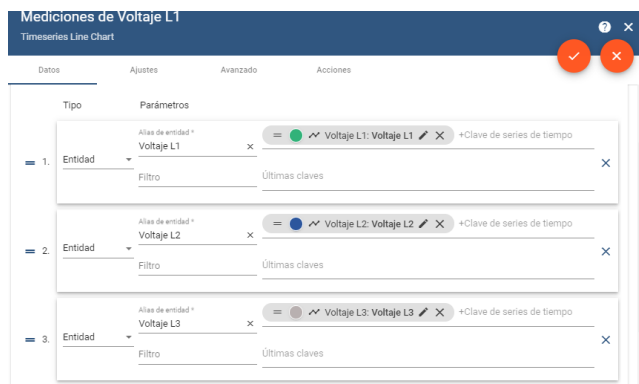 Mediciones de Voltaje L1
Timeseries Line Chart
Datos Ajustes Avanzado Acciones
Tipo Parámetros
1. Entidad
Alias de entidad *
Voltaje L1
Voltaje L1: Voltaje L1 +Clave de series de tiempo
Filtro
Últimas claves
2. Entidad
Alias de entidad *
Voltaje L2
Voltaje L2: Voltaje L2 +Clave de series de tiempo
Filtro
Últimas claves
3. Entidad
Alias de entidad *
Voltaje L3
Voltaje L3: Voltaje L3 +Clave de series de tiempo
Filtro
Últimas claves